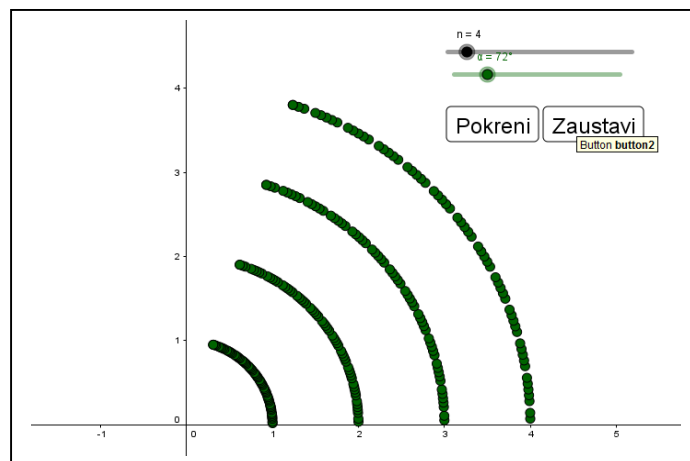 n = 4
α = 72°
Pokreni Zaustavi
Button button2
4
3
2
1
0
-1 0 1 2 3 4 5